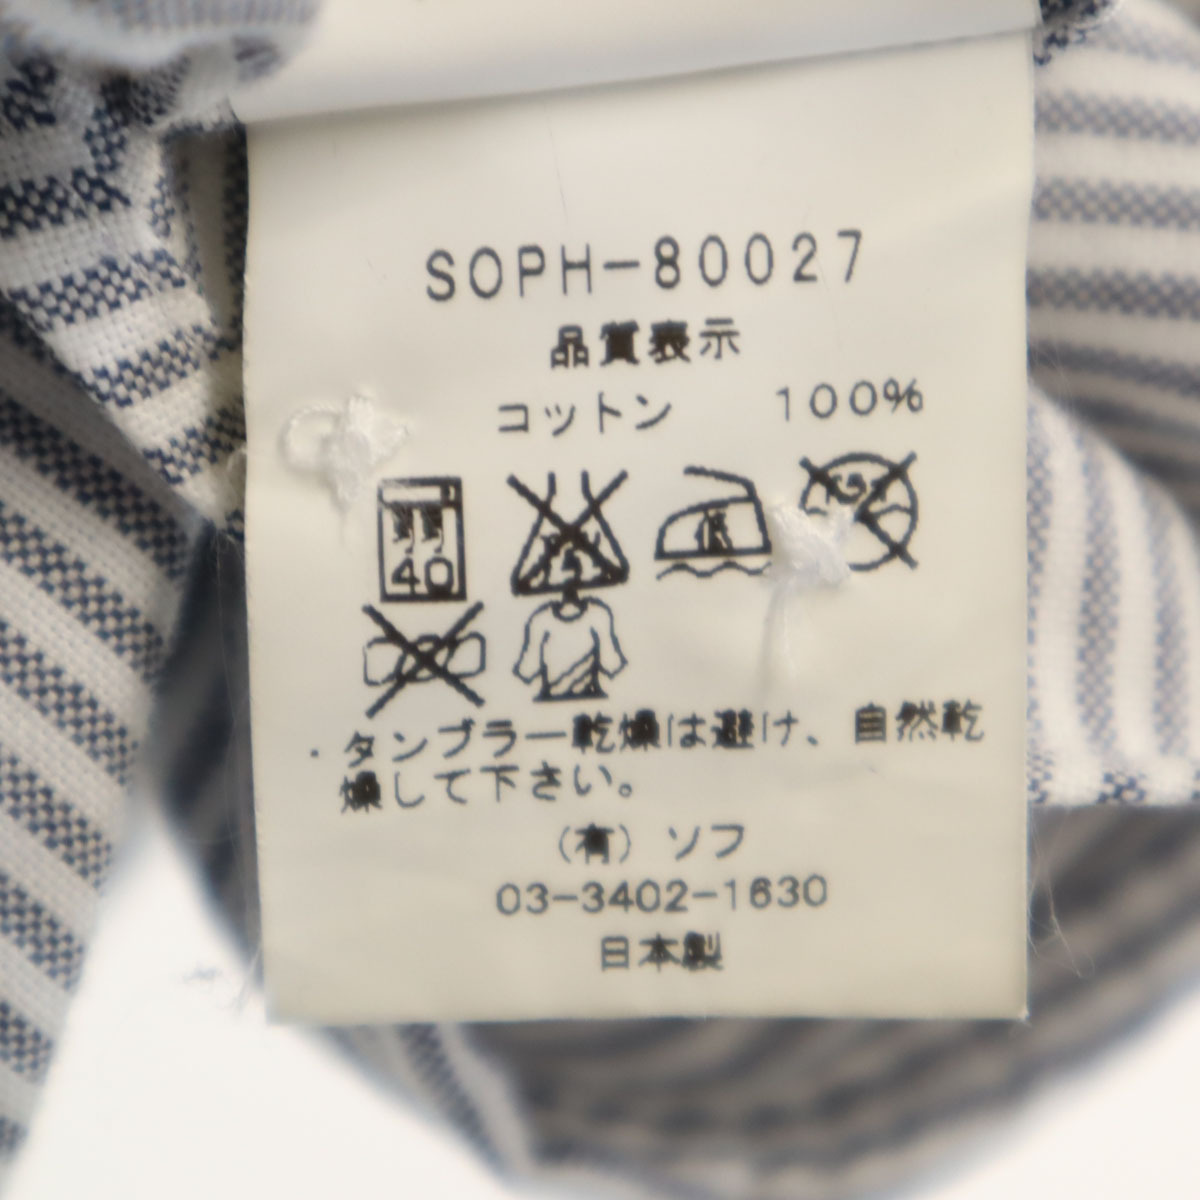 SOPH-80027
品質表示
コットン 100%
40
・タンブラー乾燥は避け、自然乾
燥して下さい。
(有) ソフ
03-3402-1630
日本製